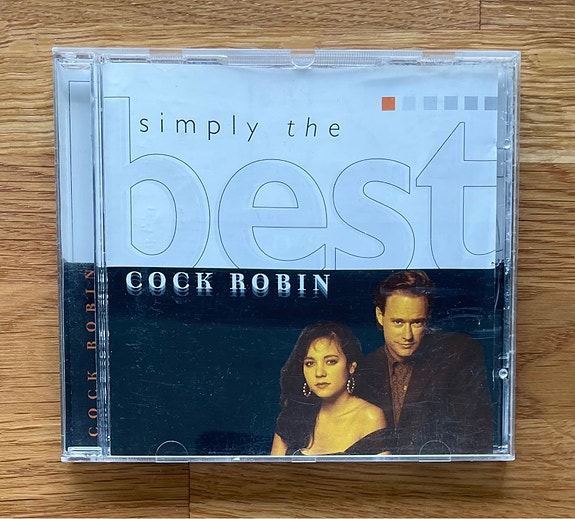 simply the
best
COCK ROBIN
COCK ROBIN